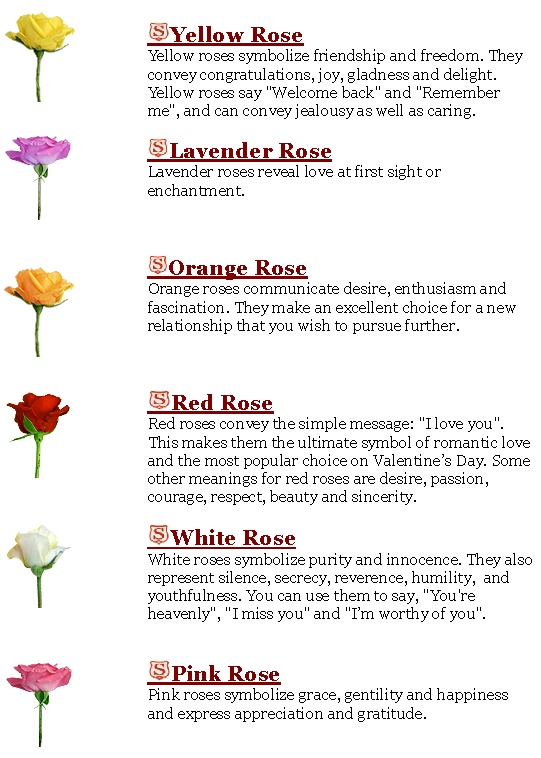 Yellow Rose
Yellow roses symbolize friendship and freedom. They
convey congratulations, joy, gladness and delight.
Yellow roses say "Welcome back" and "Remember
me", and can convey jealousy as well as caring.
Lavender Rose
Lavender roses reveal love at first sight or
enchantment.
Orange Rose
Orange roses communicate desire, enthusiasm and
fascination. They make an excellent choice for a new
relationship that you wish to pursue further.
Red Rose
Red roses convey the simple message: "I love you".
This makes them the ultimate symbol of romantic love
and the most popular choice on Valentine’s Day. Some
other meanings for red roses are desire, passion,
courage, respect, beauty and sincerity.
White Rose
White roses symbolize purity and innocence. They also
represent silence, secrecy, reverence, humility,  and
youthfulness. You can use them to say, "You're
heavenly", "I miss you" and "I’m worthy of you".
Pink Rose
Pink roses symbolize grace, gentility and happiness
and express appreciation and gratitude.